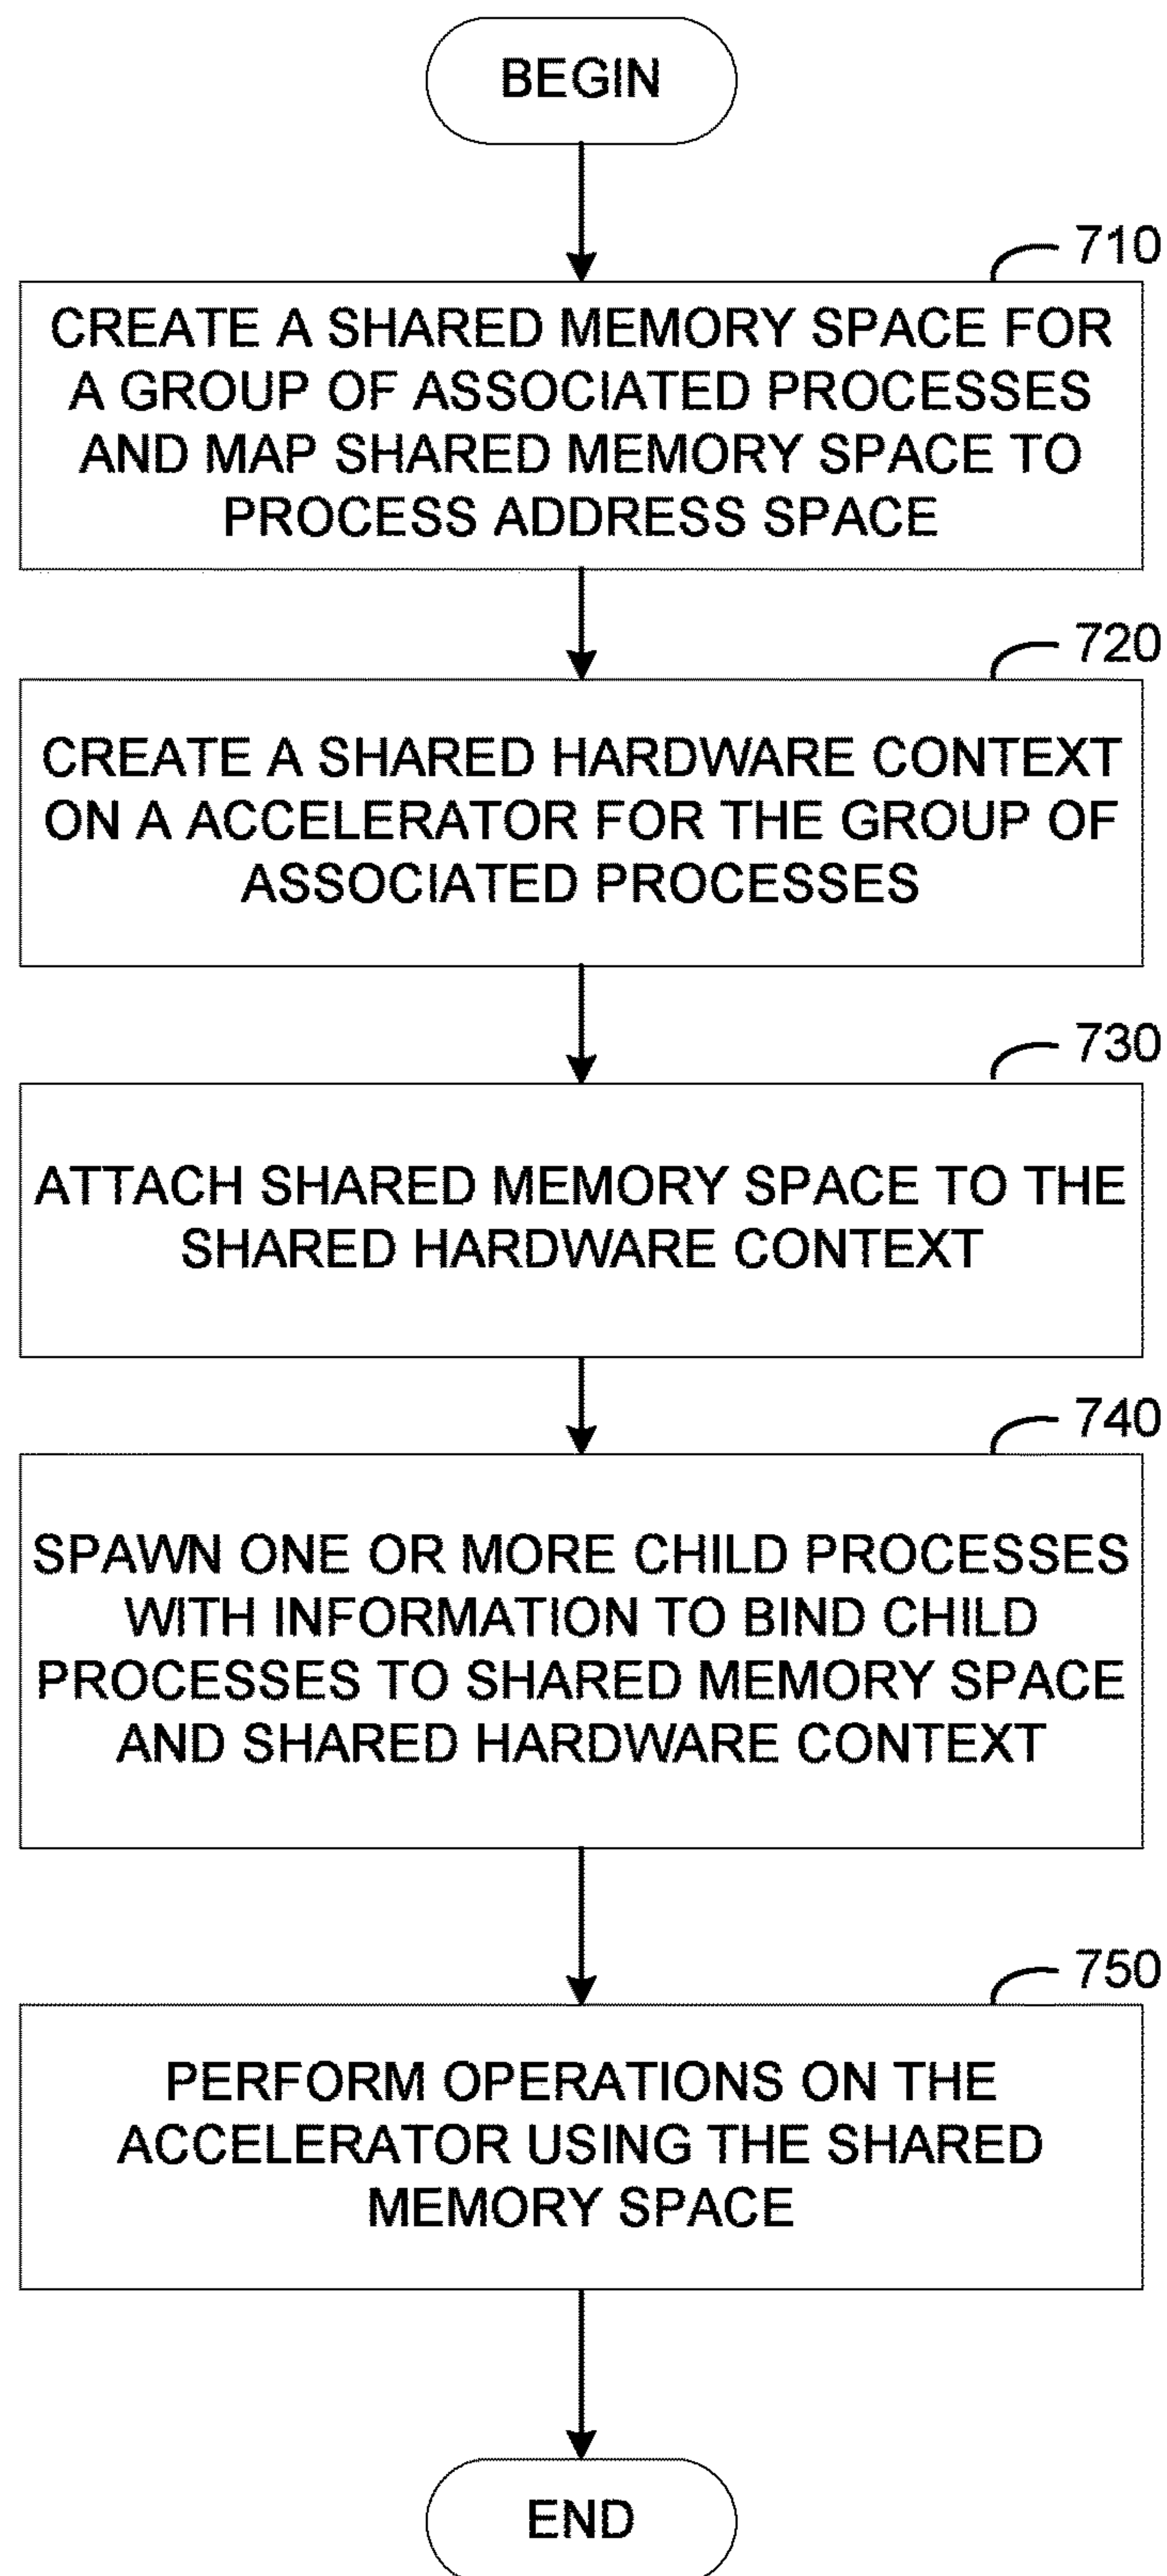 BEGIN
710
CREATE A SHARED MEMORY SPACE FOR
A GROUP OF ASSOCIATED PROCESSES
AND MAP SHARED MEMORY SPACE TO
PROCESS ADDRESS SPACE
720
CREATE A SHARED HARDWARE CONTEXT
ON A ACCELERATOR FOR THE GROUP OF
ASSOCIATED PROCESSES
730
ATTACH SHARED MEMORY SPACE TO THE
SHARED HARDWARE CONTEXT
740
SPAWN ONE OR MORE CHILD PROCESSES
WITH INFORMATION TO BIND CHILD
PROCESSES TO SHARED MEMORY SPACE
AND SHARED HARDWARE CONTEXT
750
PERFORM OPERATIONS ON THE
ACCELERATOR USING THE SHARED
MEMORY SPACE
END